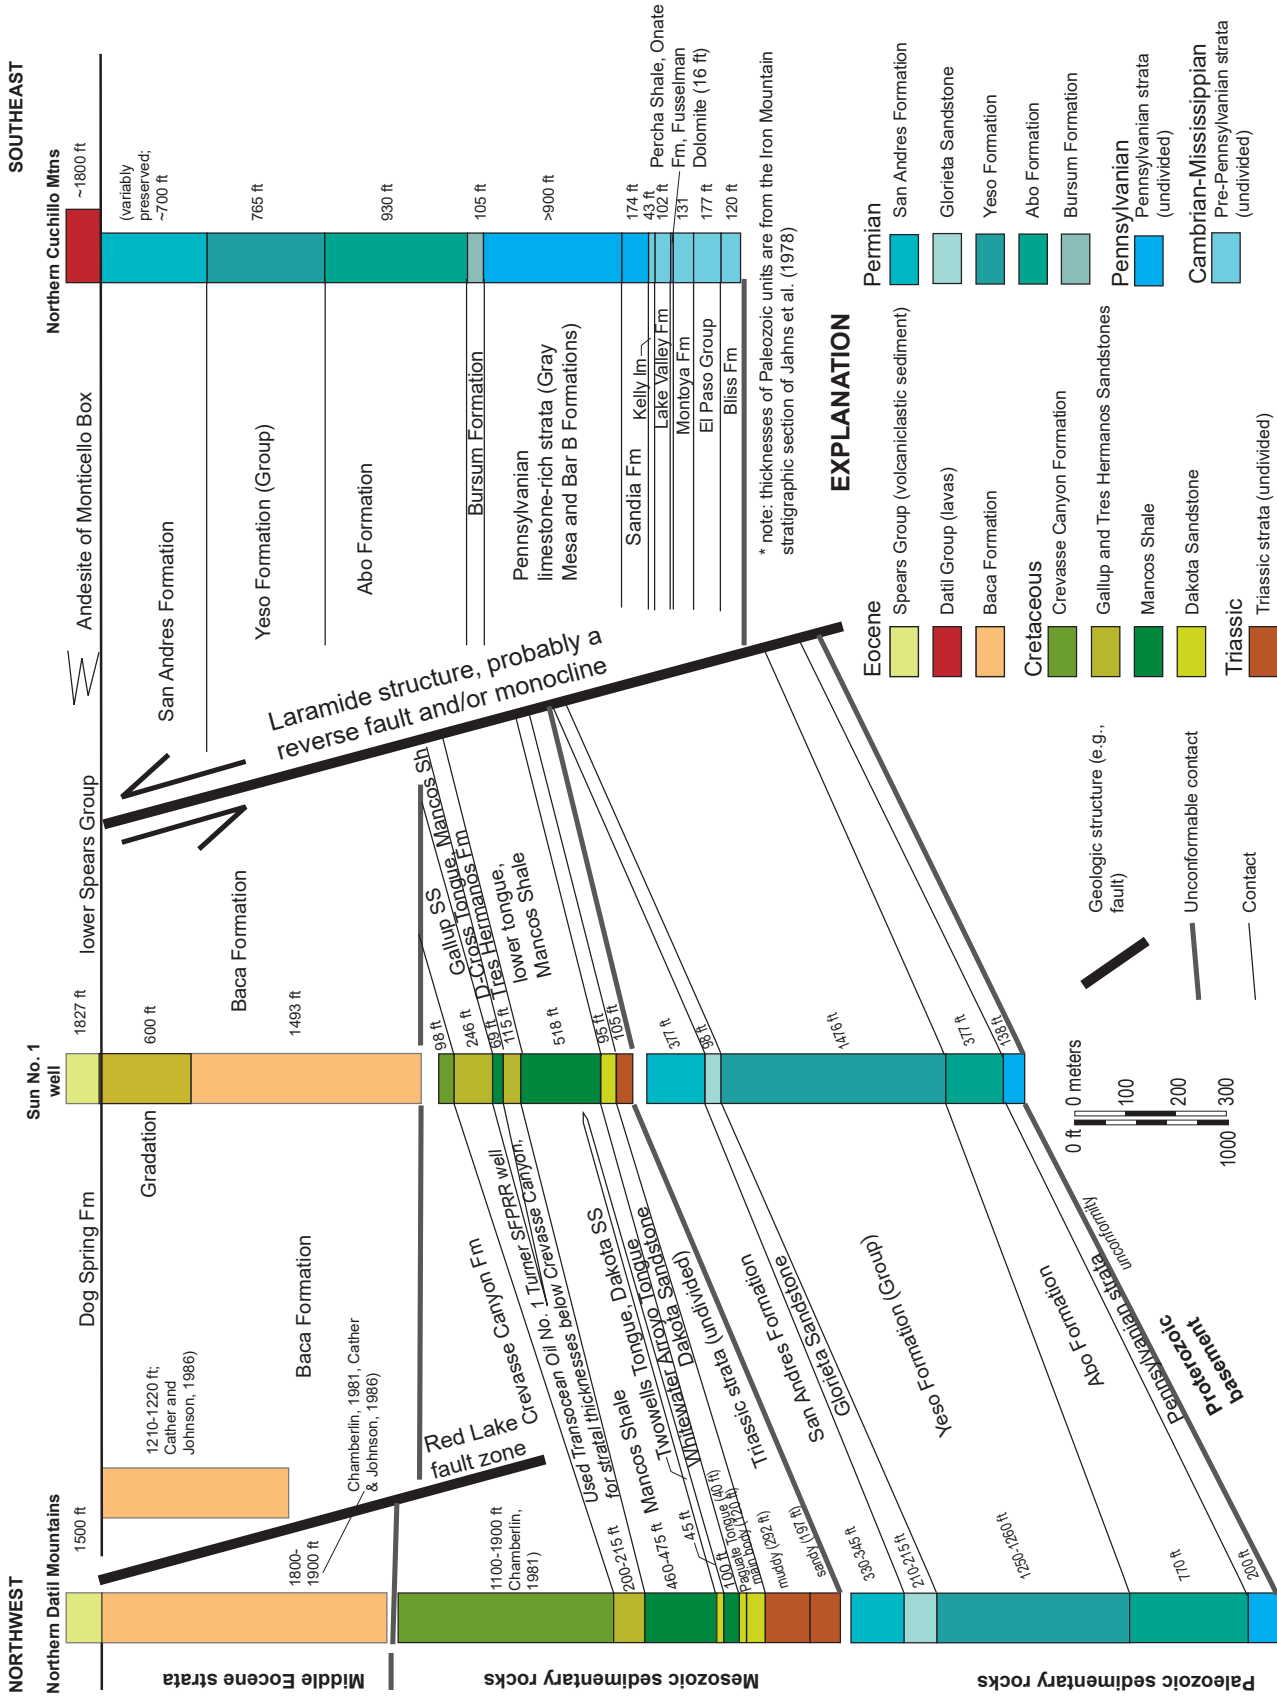 NORTHWEST
SOUTHEAST
Northern Datil Mountains
Sun No. 1
well
Northern Cuchillo Mtns
1500 ft
Dog Spring Fm
1827 ft
lower Spears Group
Andesite of Monticello Box
~1800 ft
1210-1220 ft;
Cather and
Johnson, 1986)
Gradation
600 ft
Baca Formation
1493 ft
Baca Formation
1800-
1900 ft
Chamberlin, 1981, Cather
& Johnson, 1986)
Red Lake
fault zone
Laramide structure, probably a
reverse fault and/or monocline
San Andres Formation
(variably
preserved;
~700 ft
Yeso Formation (Group)
765 ft
Abo Formation
930 ft
Bursum Formation
105 ft
Pennsylvanian
limestone-rich strata (Gray
Mesa and Bar B Formations)
>900 ft
Sandia Fm
174 ft
Kelly lm
43 ft
Lake Valley Fm
102 ft
Percha Shale, Onate
Fm, Fusselman
Dolomite (16 ft)
Montoya Fm
131
El Paso Group
177 ft
Bliss Fm
120 ft
* note: thicknesses of Paleozoic units are from the Iron Mountain
stratigraphic section of Jahns et al. (1978)
1100-1900 ft
Chamberlin,
1981)
Crevasse Canyon Fm
98 ft
Used Transocean Oil No. 1 Turner SFPRR well
for stratal thicknesses below Crevasse Canyon,
200-215 ft
246 ft
Gallup SS
69 ft
D-Cross Tongue, Mancos Sh
115 ft
Tres Hermanos Fm
460-475 ft
Mancos Shale
518 ft
lower tongue,
Mancos Shale
45 ft
Twowells Tongue, Dakota SS
100 ft
Whitewater Arroyo Tongue
Paguate Tongue (40 ft)
main body (120 ft)
Dakota Sandstone
95 ft
muddy (292 ft)
sandy (197 ft)
Triassic strata (undivided)
105 ft
330-345 ft
San Andres Formation
377 ft
210-215 ft
Glorieta Sandstone
98 ft
1250-1260 ft
Yeso Formation (Group)
1476 ft
770 ft
Abo Formation
377 ft
200 ft
Pennsylvanian strata
138 ft
unconformity
Proterozoic
basement
Middle Eocene strata
Mesozoic sedimentary rocks
Paleozoic sedimentary rocks
0 ft
1000
0 meters
100
200
300
EXPLANATION
Geologic structure (e.g.,
fault)
Unconformable contact
Contact
Eocene
Spears Group (volcaniclastic sediment)
Datil Group (lavas)
Baca Formation
Cretaceous
Crevasse Canyon Formation
Gallup and Tres Hermanos Sandstones
Mancos Shale
Dakota Sandstone
Triassic
Triassic strata (undivided)
Permian
San Andres Formation
Glorieta Sandstone
Yeso Formation
Abo Formation
Bursum Formation
Pennsylvanian
Pennsylvanian strata
(undivided)
Cambrian-Mississippian
Pre-Pennsylvanian strata
(undivided)